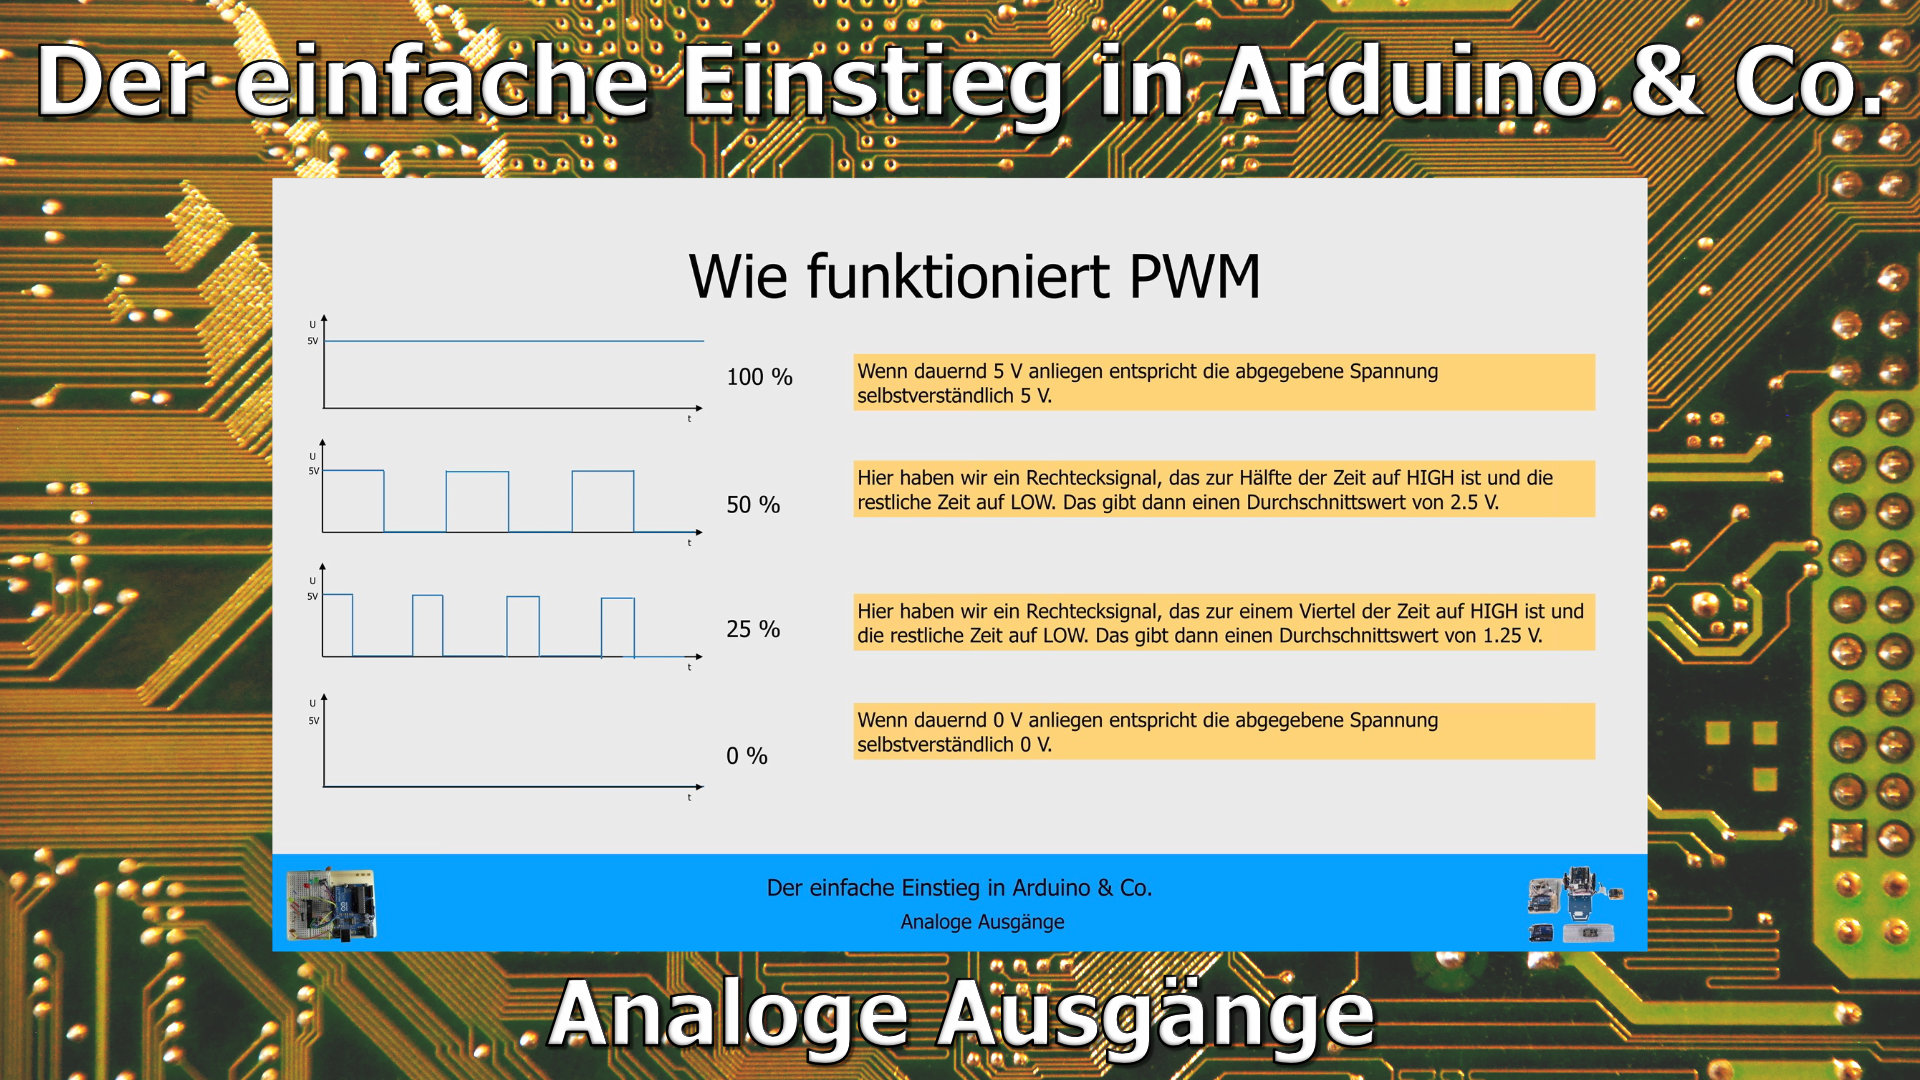 Der einfache Einstieg in Arduino & Co.
Wie funktioniert PWM
U
5V
t
100 %
Wenn dauernd 5 V anliegen entspricht die abgegebene Spannung
selbstverständlich 5 V.
U
5V
t
50 %
Hier haben wir ein Rechtecksignal, das zur Hälfte der Zeit auf HIGH ist und die
restliche Zeit auf LOW. Das gibt dann einen Durchschnittswert von 2.5 V.
U
5V
t
25 %
Hier haben wir ein Rechtecksignal, das zur einem Viertel der Zeit auf HIGH ist und
die restliche Zeit auf LOW. Das gibt dann einen Durchschnittswert von 1.25 V.
U
5V
t
0 %
Wenn dauernd 0 V anliegen entspricht die abgegebene Spannung
selbstverständlich 0 V.
Der einfache Einstieg in Arduino & Co.
Analoge Ausgänge
Analoge Ausgänge